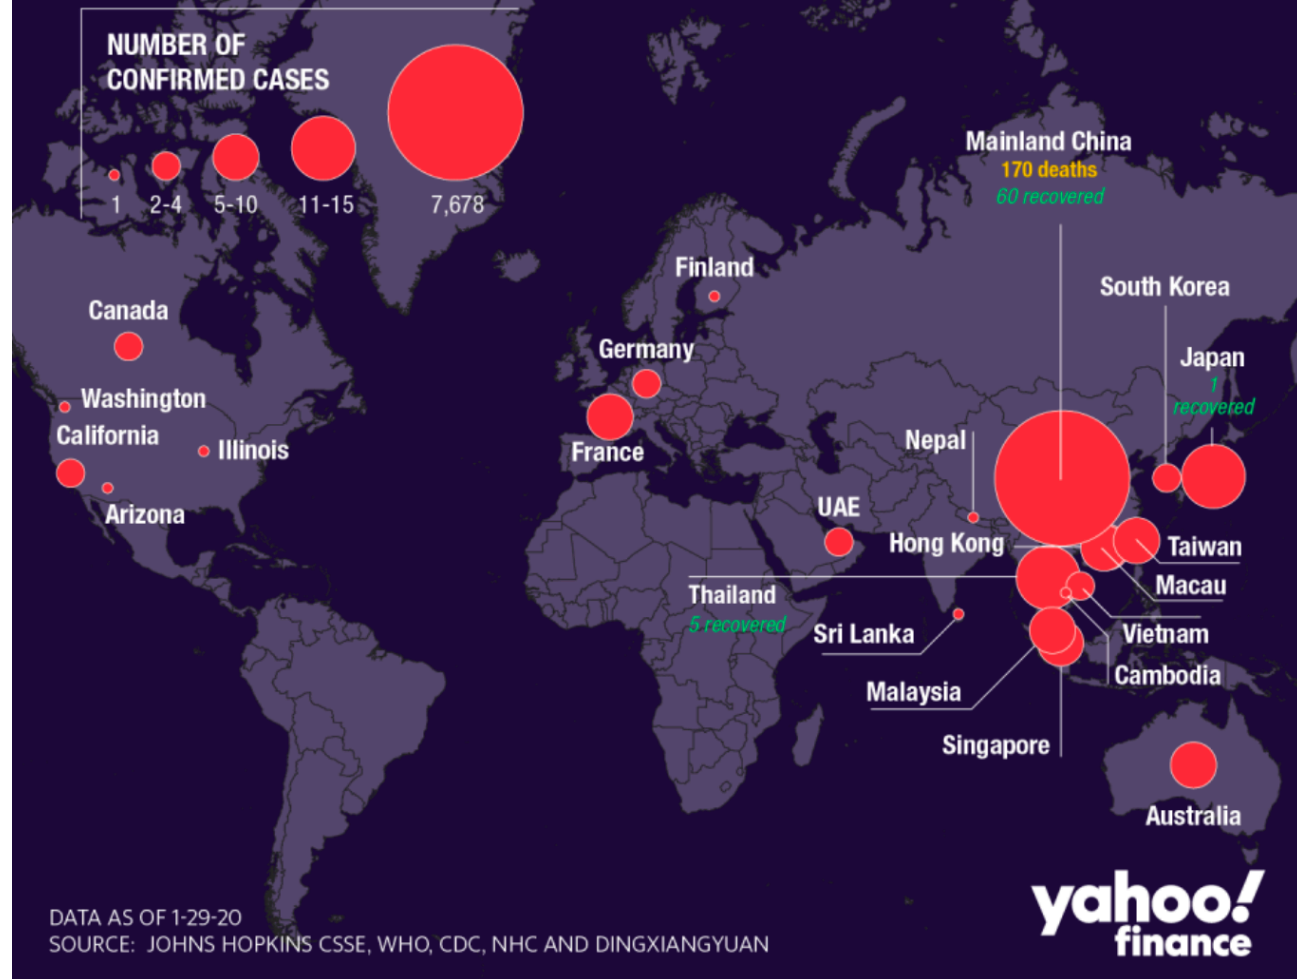 NUMBER OF
CONFIRMED CASES
1 2-4 5-10 11-15 7,678
Mainland China
170 deaths
60 recovered
Finland
South Korea
Canada
Germany
Japan
1
recovered
Washington
California
Illinois
France
Nepal
Arizona
UAE
Hong Kong
Taiwan
Macau
Thailand
5 recovered
Sri Lanka
Vietnam
Cambodia
Malaysia
Singapore
Australia
yahoo!
finance
DATA AS OF 1-29-20
SOURCE: JOHNS HOPKINS CSSE, WHO, CDC, NHC AND DINGXIANGYUAN